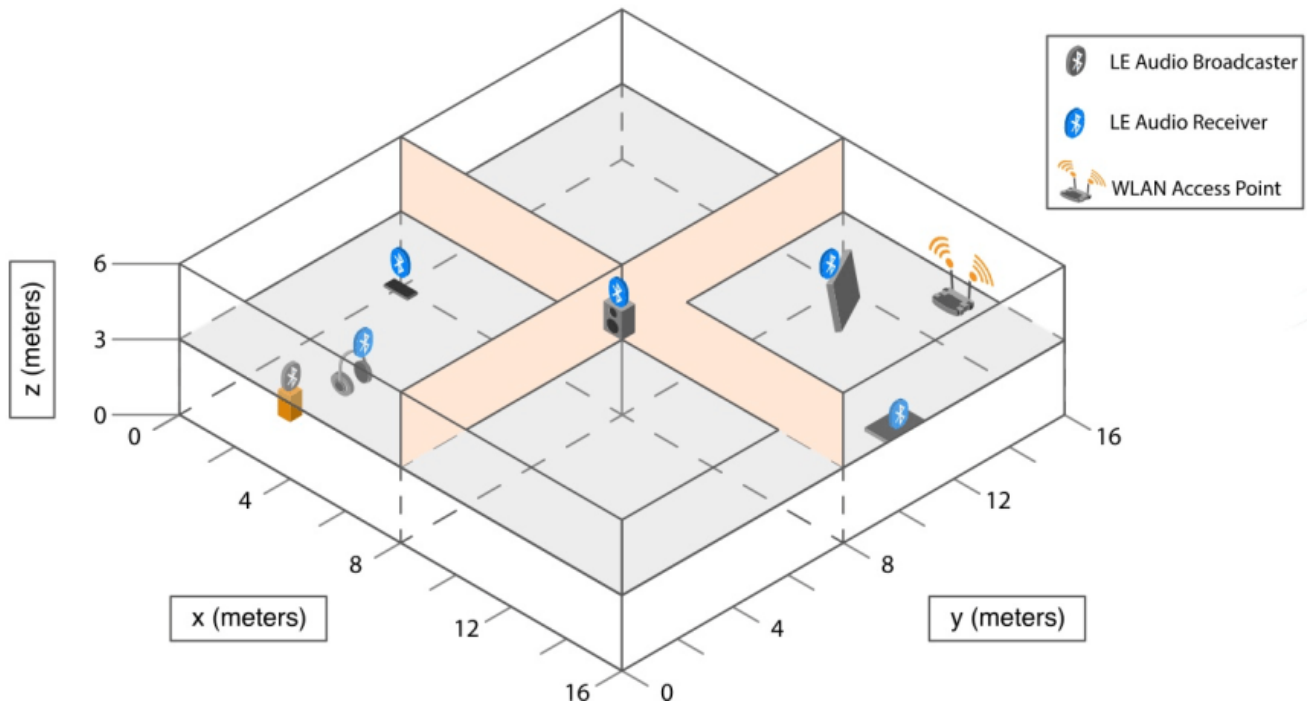 LE Audio Broadcaster
LE Audio Receiver
WLAN Access Point
z (meters)
6
3
0
0
4
8
12
16
x (meters)
0
4
8
12
16
y (meters)